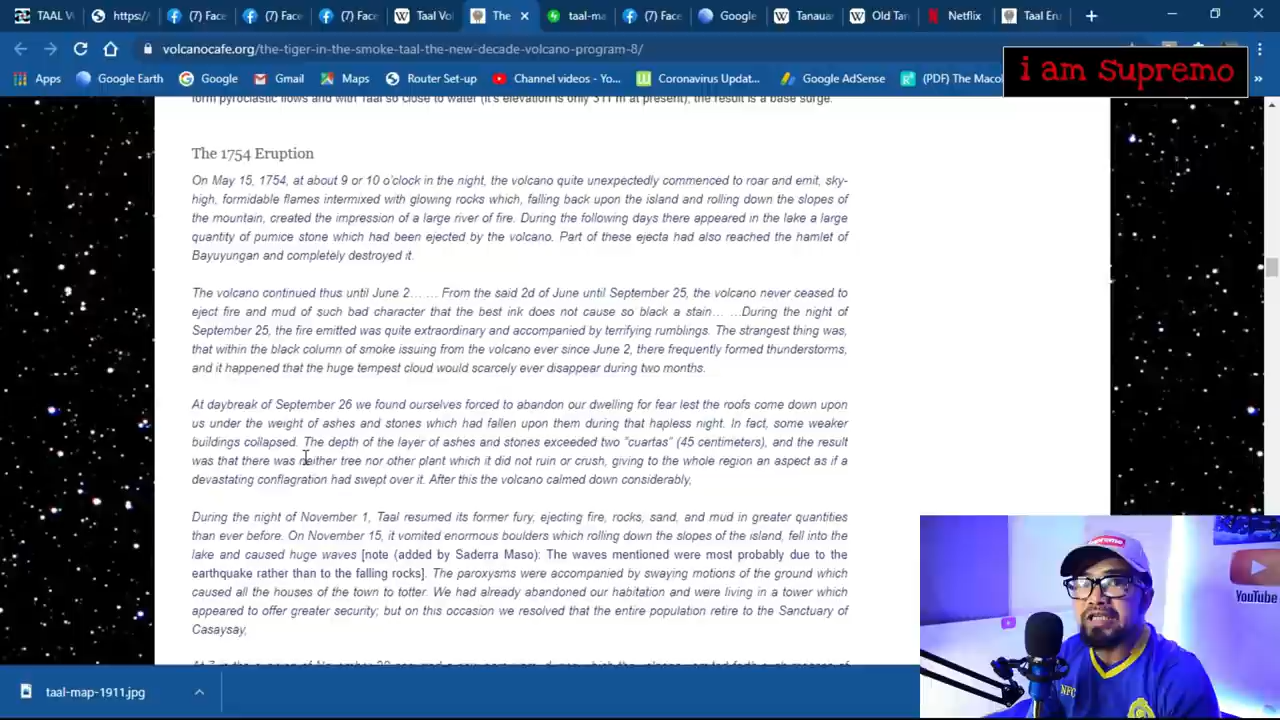 TAAL V
https://
(7) Face
(7) Face
(7) Face
Taal Vol
The
taal-ma
(7) Face
Google
Tanaua
Old Tan
Netflix
Taal Eru
volcanocafe.org/the-tiger-in-the-smoke-taal-the-new-decade-volcano-program-8/
i am supremo
Apps
Google Earth
Google
Gmail
Maps
Router Set-up
Channel videos - Yo...
Coronavirus Updat...
Google AdSense
(PDF) The Macol
»
form pyroclastic flows and with Taal so close to water (it's elevation is only 311 m at present), the result is a base surge.
The 1754 Eruption
On May 15, 1754, at about 9 or 10 o'clock in the night, the volcano quite unexpectedly commenced to roar and emit, sky-
high, formidable flames intermixed with glowing rocks which, falling back upon the island and rolling down the slopes of
the mountain, created the impression of a large river of fire. During the following days there appeared in the lake a large
quantity of pumice stone which had been ejected by the volcano. Part of these ejecta had also reached the hamlet of
Bayuyungan and completely destroyed it.
The volcano continued thus until June 2… … From the said 2d of June until September 25, the volcano never ceased to
eject fire and mud of such bad character that the best ink does not cause so black a stain… …During the night of
September 25, the fire emitted was quite extraordinary and accompanied by terrifying rumblings. The strangest thing was,
that within the black column of smoke issuing from the volcano ever since June 2, there frequently formed thunderstorms,
and it happened that the huge tempest cloud would scarcely ever disappear during two months.
At daybreak of September 26 we found ourselves forced to abandon our dwelling for fear lest the roofs come down upon
us under the weight of ashes and stones which had fallen upon them during that hapless night. In fact, some weaker
buildings collapsed. The depth of the layer of ashes and stones exceeded two "cuartas" (45 centimeters), and the result
was that there was neither tree nor other plant which it did not ruin or crush, giving to the whole region an aspect as if a
devastating conflagration had swept over it. After this the volcano calmed down considerably,
During the night of November 1, Taal resumed its former fury, ejecting fire, rocks, sand, and mud in greater quantities
than ever before. On November 15, it vomited enormous boulders which rolling down the slopes of the island, fell into the
lake and caused huge waves [note (added by Saderra Maso): The waves mentioned were most probably due to the
earthquake rather than to the falling rocks]. The paroxysms were accompanied by swaying motions of the ground which
caused all the houses of the town to totter. We had already abandoned our habitation and were living in a tower which
appeared to offer greater security; but on this occasion we resolved that the entire population retire to the Sanctuary of
Casaysay,
taal-map-1911.jpg
YouTube
NFC